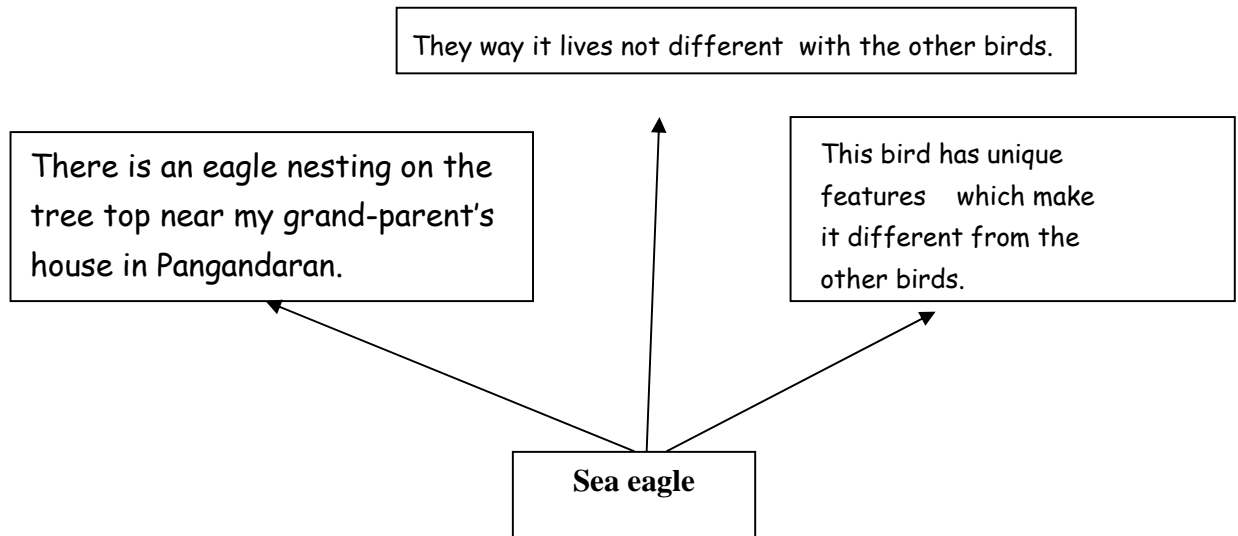 They way it lives not different with the other birds.
There is an eagle nesting on the
tree top near my grand-parent's
house in Pangandaran.
This bird has unique
features which make
it different from the
other birds.
Sea eagle